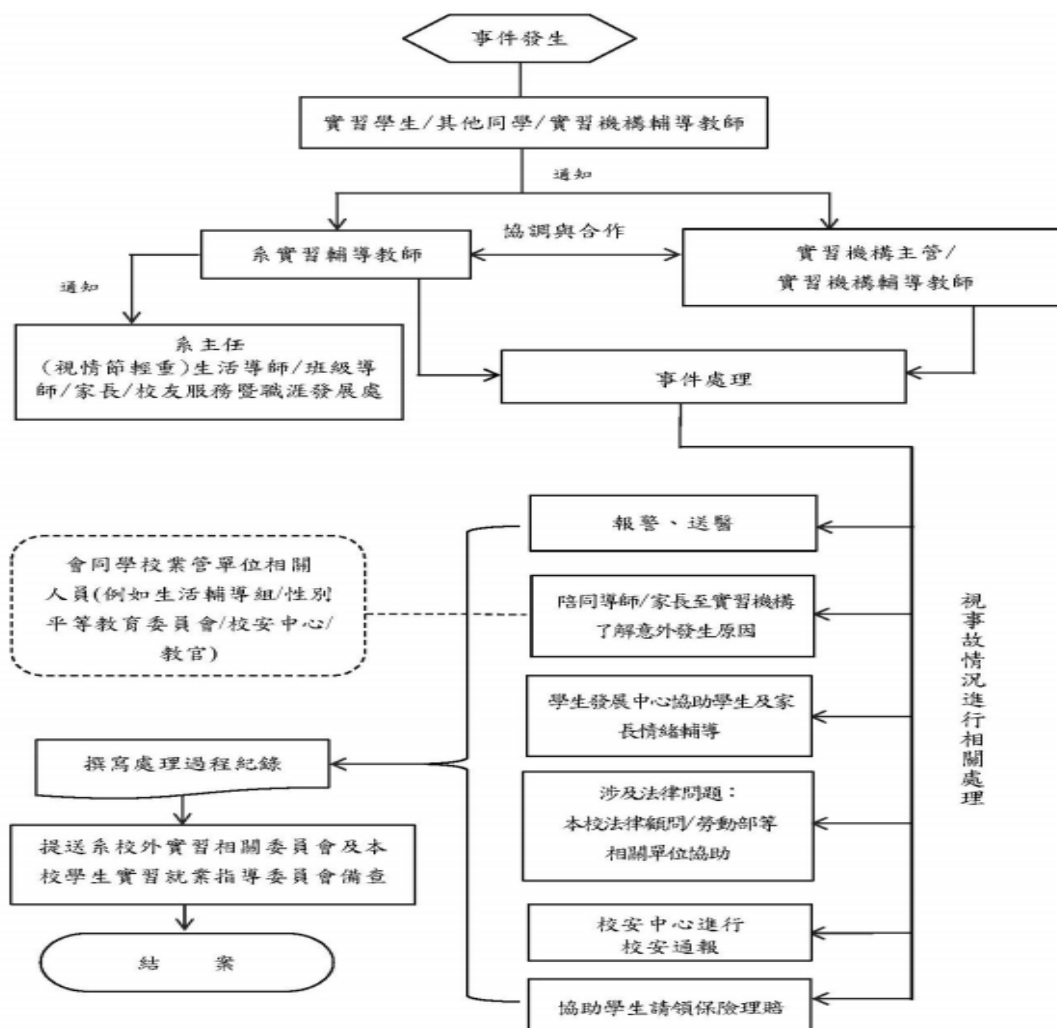 事件發生
實習學生/其他同學/實習機構輔導教師
通知
協調與合作
系實習輔導教師
實習機構主管/
實習機構輔導教師
通知
系主任
(視情節輕重)生活導師/班級導
師/家長/校友服務暨職涯發展處
事件處理
視事故情況進行相關處理
報警、送醫
會同學校業管單位相關
人員(例如生活輔導組/性別
平等教育委員會/校安中心/
教官)
陪同導師/家長至實習機構
了解意外發生原因
學生發展中心協助學生及家
長情緒輔導
涉及法律問題:
本校法律顧問/勞動部等
相關單位協助
校安中心進行
校安通報
協助學生請領保險理賠
撰寫處理過程紀錄
提送系校外實習相關委員會及本
校學生實習就業指導委員會備查
結 案